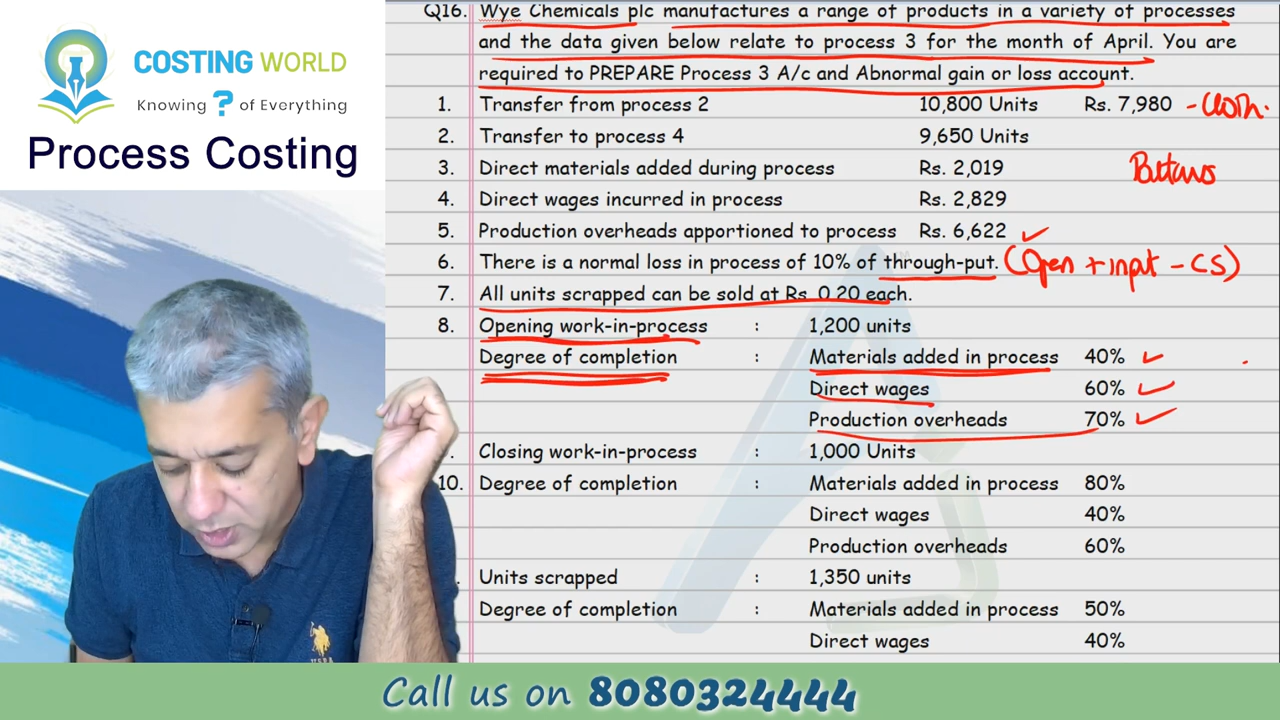 COSTING WORLD
Knowing ? of Everything
Process Costing
Q16. Wye Chemicals plc manufactures a range of products in a variety of processes
and the data given below relate to process 3 for the month of April. You are
required to PREPARE Process 3 A/c and Abnormal gain or loss account.
1. Transfer from process 2 10,800 Units Rs. 7,980 - Cloth.
2. Transfer to process 4 9,650 Units
3. Direct materials added during process Rs. 2,019 Buttons
4. Direct wages incurred in process Rs. 2,829
5. Production overheads apportioned to process Rs. 6,622
6. There is a normal loss in process of 10% of through-put. (Open + input - CS)
7. All units scrapped can be sold at Rs 0.20 each.
8. Opening work-in-process : 1,200 units
Degree of completion : Materials added in process 40%
Direct wages 60%
Production overheads 70%
Closing work-in-process : 1,000 Units
10. Degree of completion : Materials added in process 80%
Direct wages 40%
Production overheads 60%
Units scrapped : 1,350 units
Degree of completion : Materials added in process 50%
Direct wages 40%
Call us on 8080324444